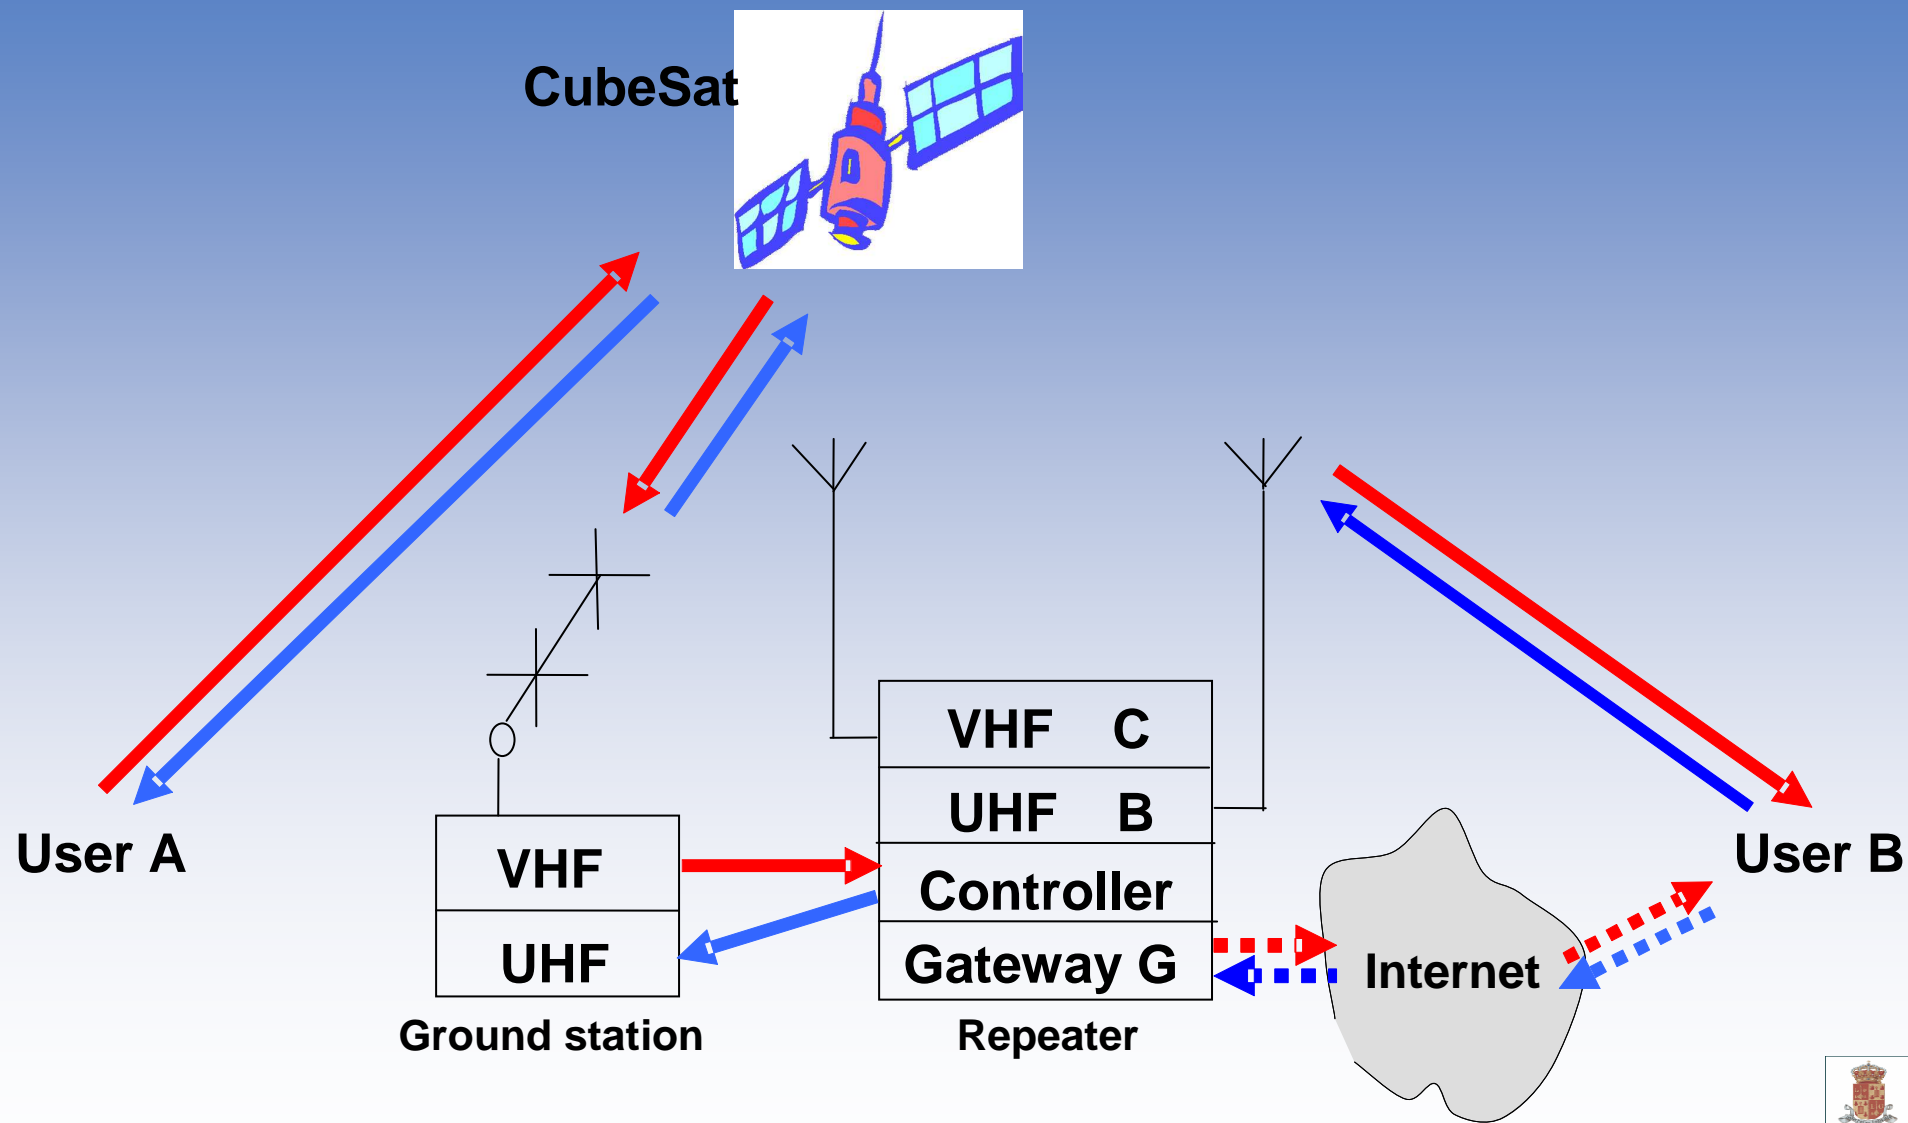 CubeSat
VHF C
UHF B
User A
User B
VHF
Controller
UHF
Gateway G
Internet
Ground station
Repeater